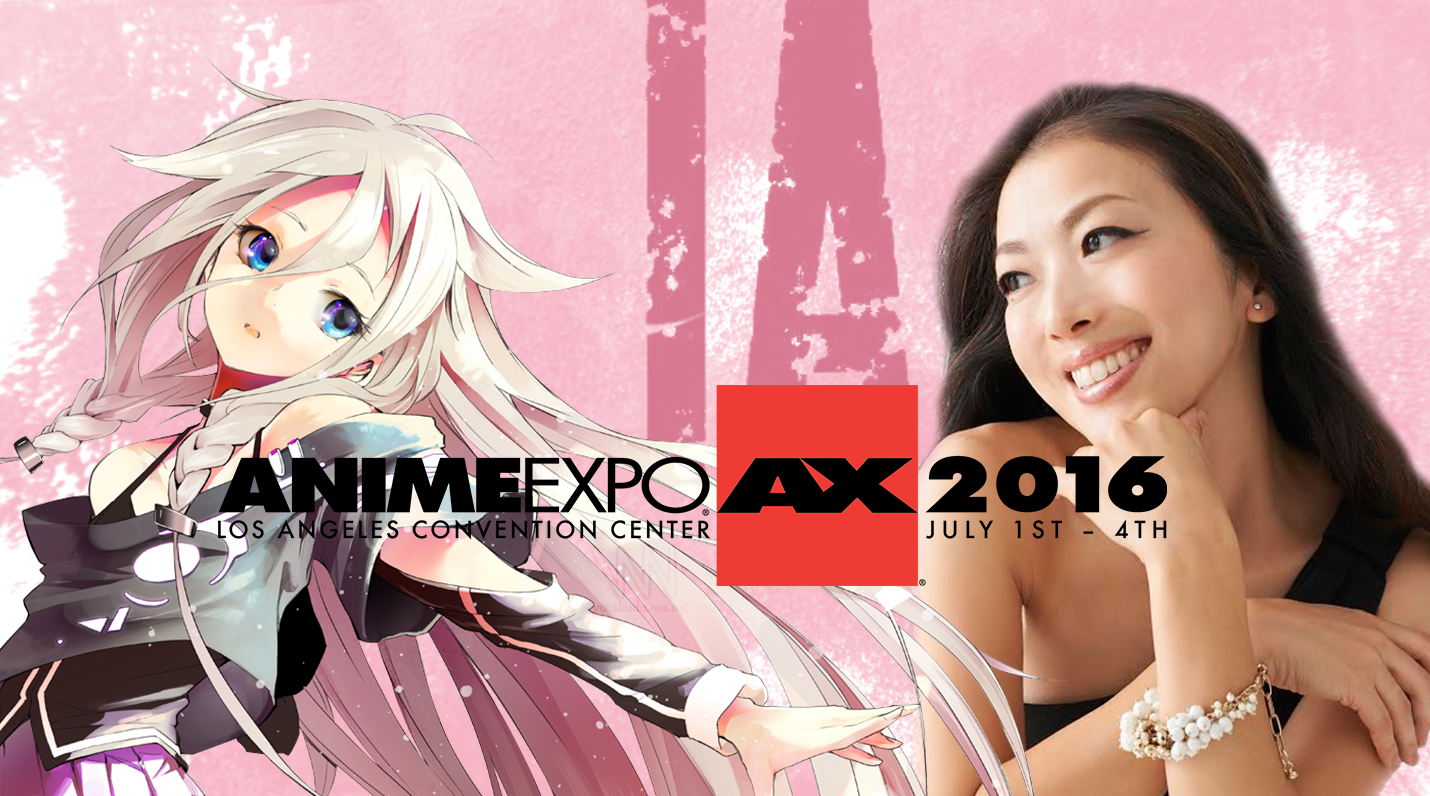 IA
ANIMEEXPO® AX® 2016
LOS ANGELES CONVENTION CENTER JULY 1ST – 4TH